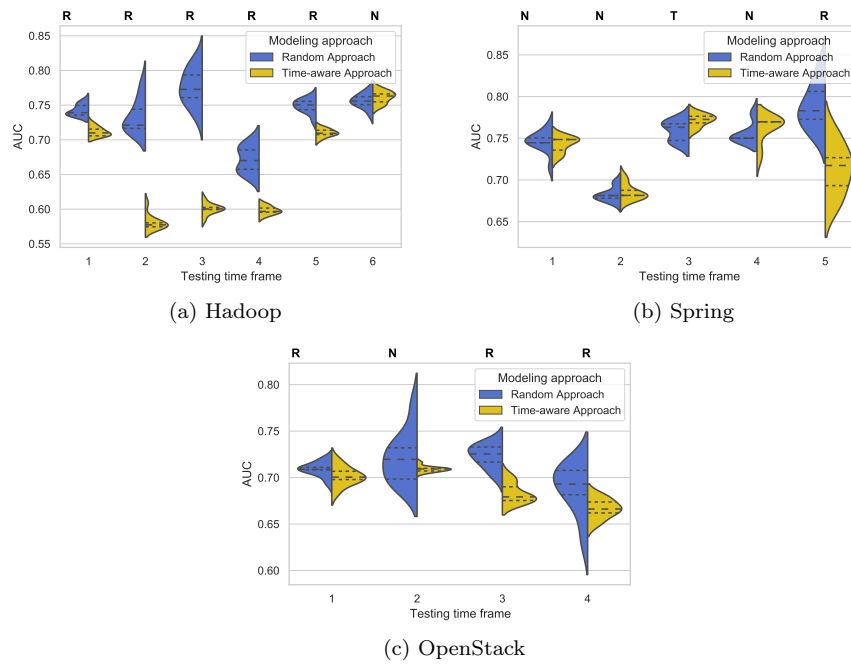 R R R R R N
0.85
0.80
0.75
0.70
0.65
0.60
0.55
AUC
Modeling approach
Random Approach
Time-aware Approach
1 2 3 4 5 6
Testing time frame
(a) Hadoop
N N T N R
0.85
0.80
0.75
0.70
0.65
AUC
Modeling approach
Random Approach
Time-aware Approach
1 2 3 4 5
Testing time frame
(b) Spring
R N R R
0.80
0.75
0.70
0.65
0.60
AUC
Modeling approach
Random Approach
Time-aware Approach
1 2 3 4
Testing time frame
(c) OpenStack